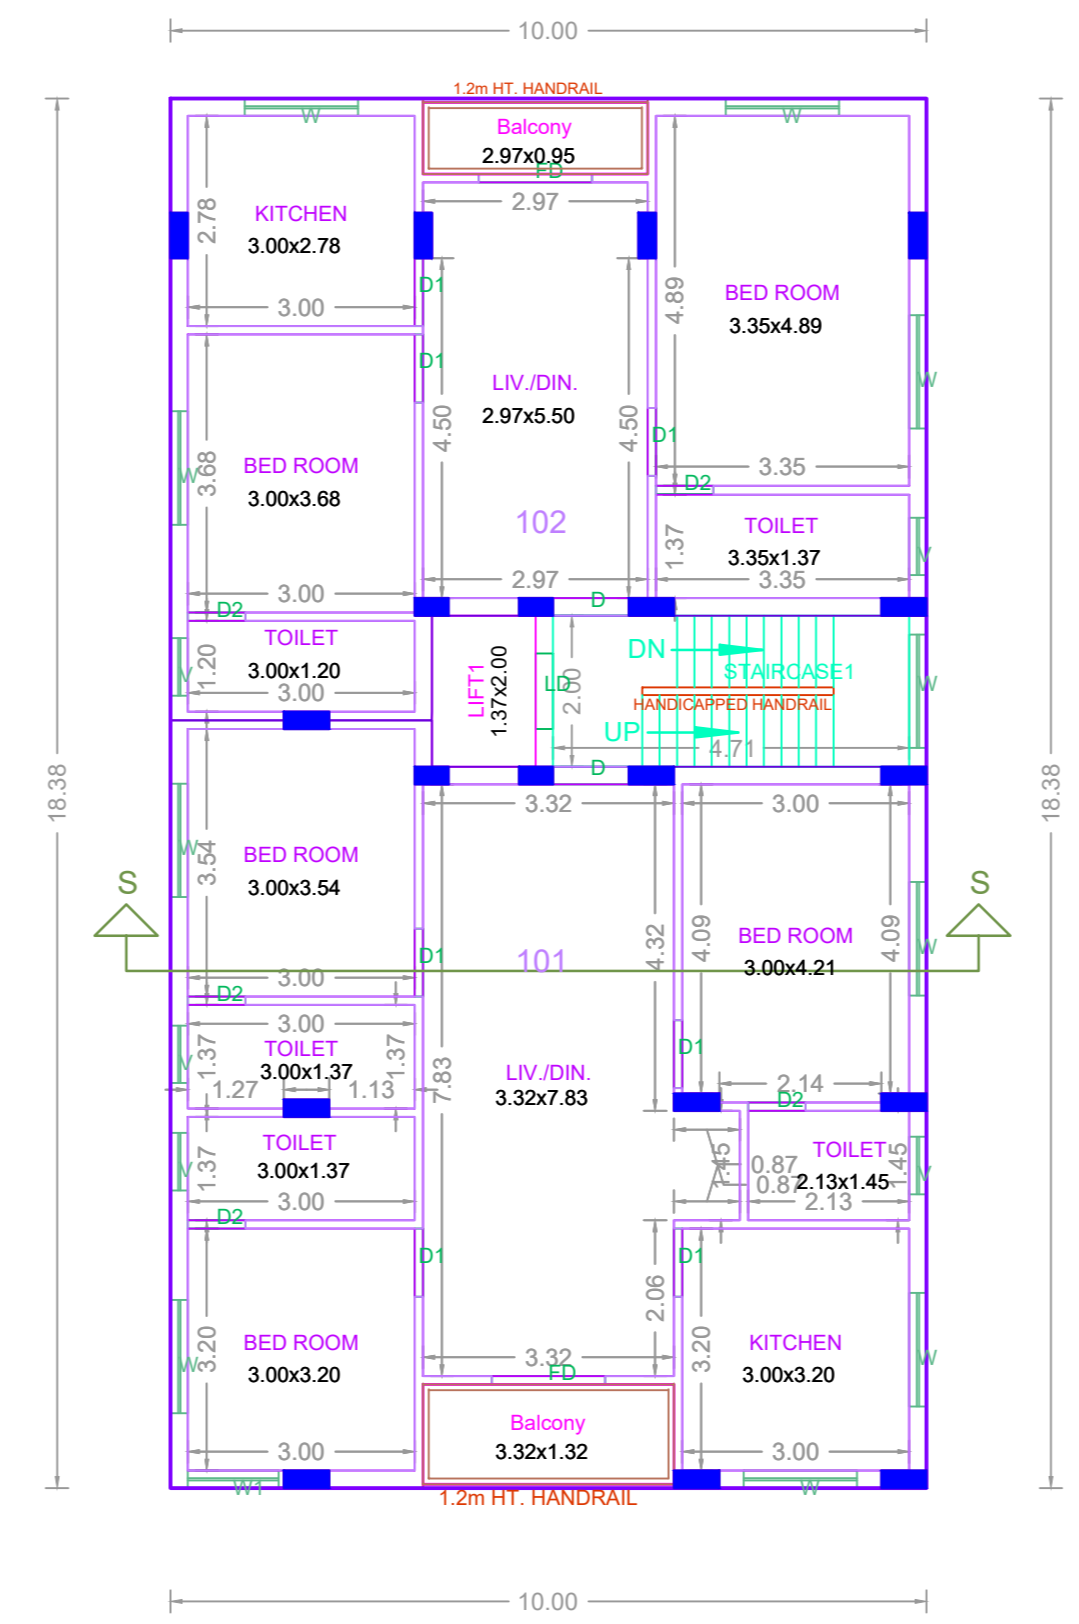 10.00
1.2m HT. HANDRAIL
W
Balcony
2.97x0.95
FD
W
2.97
2.78
KITCHEN
3.00x2.78
3.00
D1
4.89
BED ROOM
3.35x4.89
D1
W
LIV./DIN.
2.97x5.50
4.50
4.50
D1
3.68
W
BED ROOM
3.00x3.68
3.35
D2
102
TOILET
3.35x1.37
1.37
V
3.35
3.00
2.97
D
D2
TOILET
3.00x1.20
1.20
V
3.00
LIFT1
1.37x2.00
LD
2.00
DN
STAIRCASE1
HANDICAPPED HANDRAIL
UP
4.71
W
D
3.32
3.00
18.38
18.38
W
3.54
BED ROOM
3.00x3.54
S
S
4.32
4.09
4.09
BED ROOM
3.00x4.21
W
D1
101
3.00
D2
3.00
TOILET
3.00x1.37
1.37
1.37
V
1.27
1.13
7.83
LIV./DIN.
3.32x7.83
D1
2.14
D2
TOILET
3.00x1.37
1.37
V
3.00
D2
1.45
0.87
0.87
TOILET
2.13x1.45
1.45
V
2.13
D1
D1
2.06
BED ROOM
3.00x3.20
3.20
W
3.32
FD
3.20
KITCHEN
3.00x3.20
W
Balcony
3.32x1.32
3.00
3.00
W1
1.2m HT. HANDRAIL
W
10.00